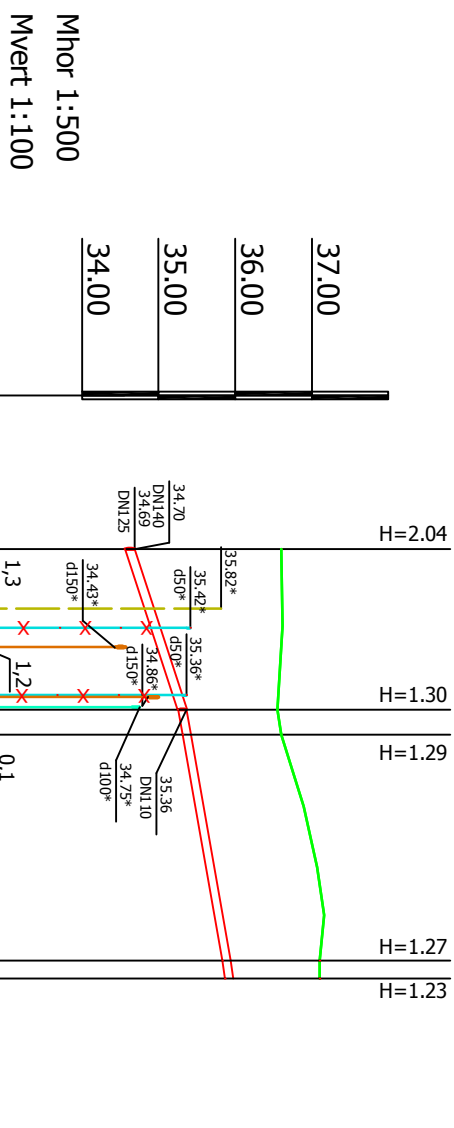 Mhor 1:500
Mvert 1:100
37.00
36.00
35.00
34.00
H=2.04
H=1.30
H=1.29
H=1.27
H=1.23
34.70
DN140
34.69
DN125
35.82*
35.42*
d50*
34.43*
d150*
35.36*
d50*
34.86*
d150*
35.36
DN110
34.75*
d100*
1,3
1,2
0,1